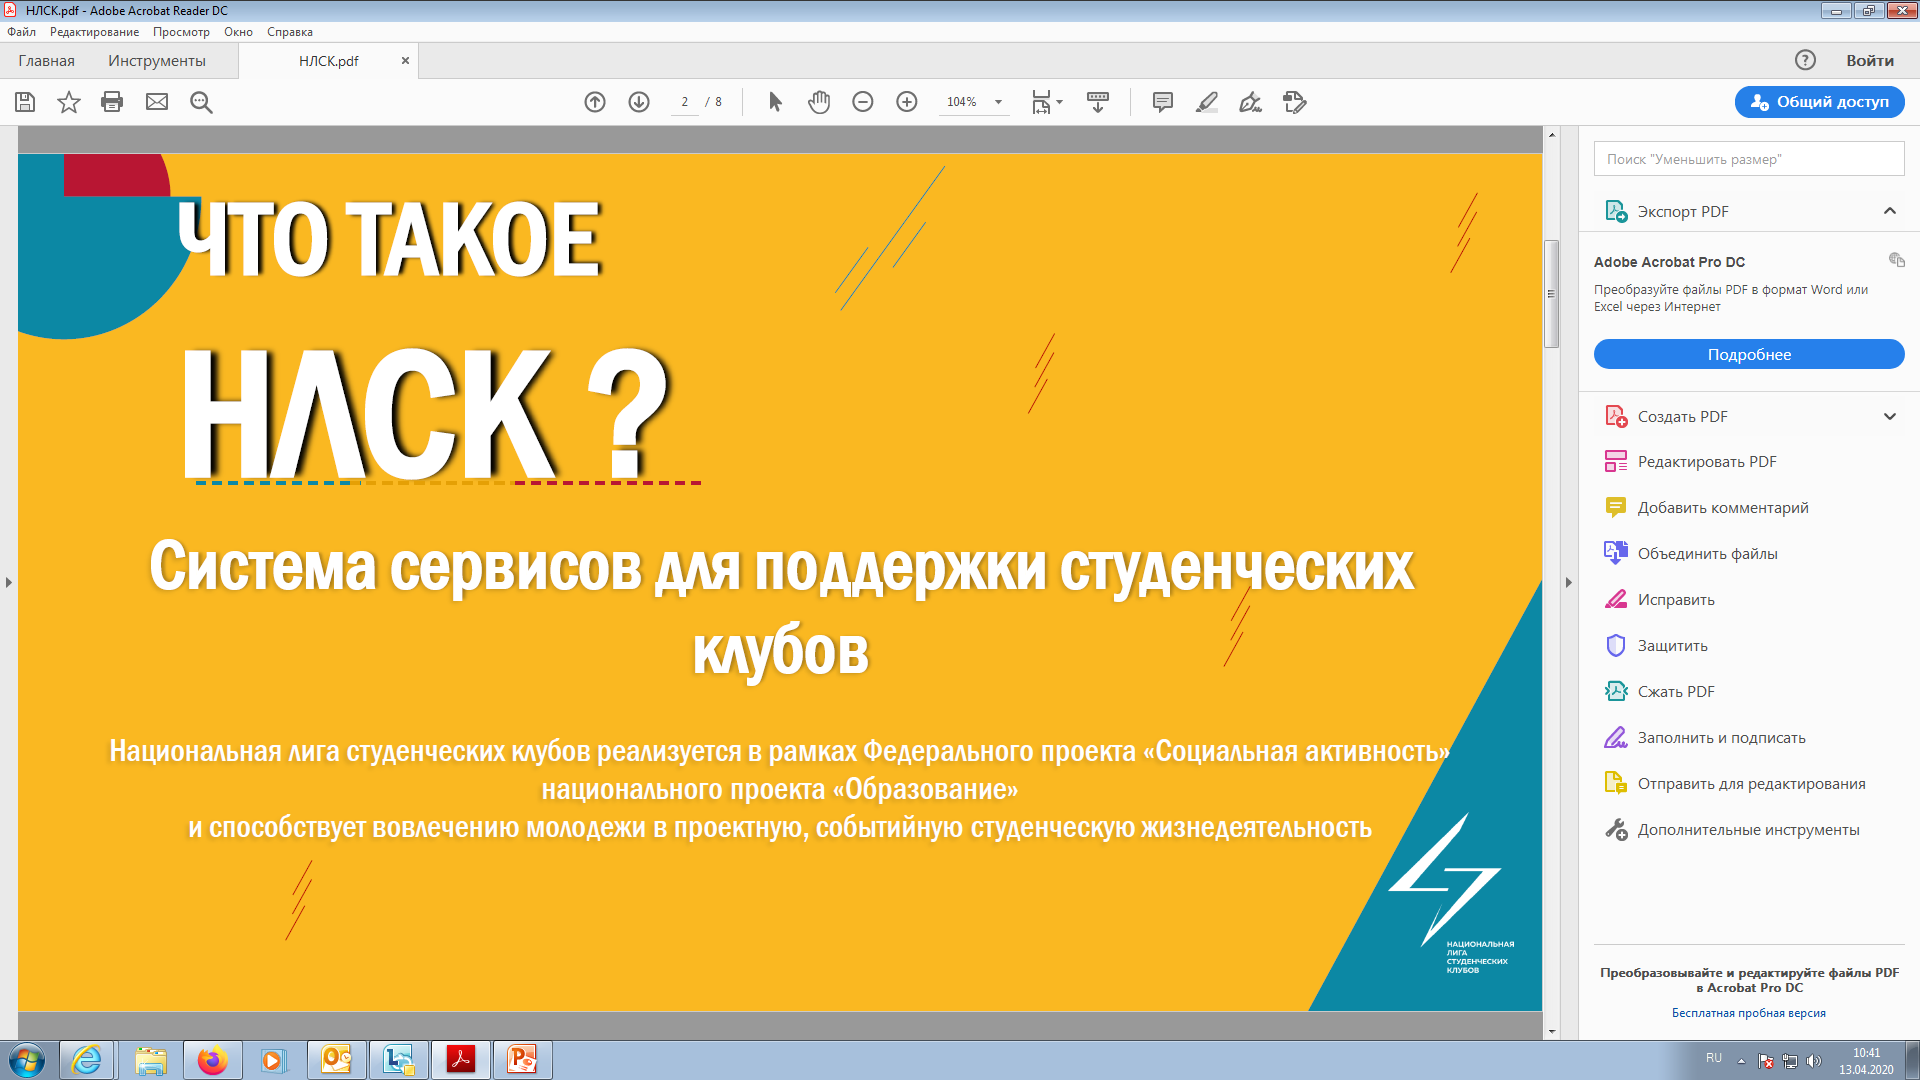 НЛСК.pdf - Adobe Acrobat Reader DC
Файл Редактирование Просмотр Окно Справка
Главная Инструменты НЛСК.pdf × Войти
2 / 8 104% Общий доступ
ЧТО ТАКОЕ
НЛСК ?
Система сервисов для поддержки студенческих
клубов
Национальная лига студенческих клубов реализуется в рамках Федерального проекта «Социальная активность»
национального проекта «Образование»
и способствует вовлечению молодежи в проектную, событийную студенческую жизнедеятельность
НАЦИОНАЛЬНАЯ
ЛИГА
СТУДЕНЧЕСКИХ
КЛУБОВ
Поиск "Уменьшить размер"
Экспорт PDF
Adobe Acrobat Pro DC
Преобразуйте файлы PDF в формат Word или
Excel через Интернет
Подробнее
Создать PDF
Редактировать PDF
Добавить комментарий
Объединить файлы
Исправить
Защитить
Сжать PDF
Заполнить и подписать
Отправить для редактирования
Дополнительные инструменты
Преобразовывайте и редактируйте файлы PDF
в Acrobat Pro DC
Бесплатная пробная версия
RU
10:41
13.04.2020